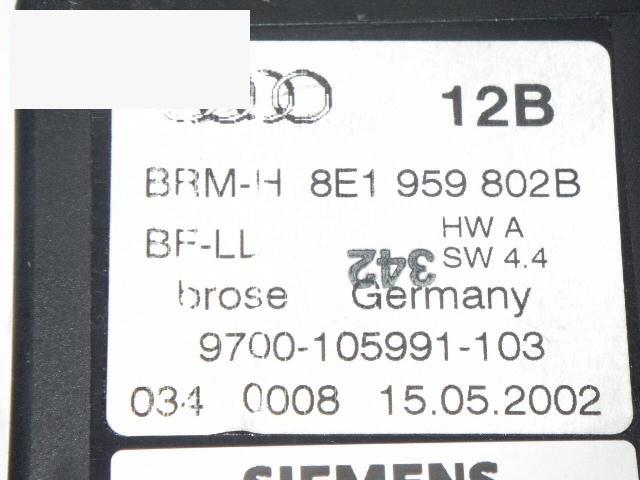 12B
BRM-H 8E1 959 802B
BF-LL HW A
342 SW 4.4
brose Germany
9700-105991-103
034 0008 15.05.2002
SIEMENS